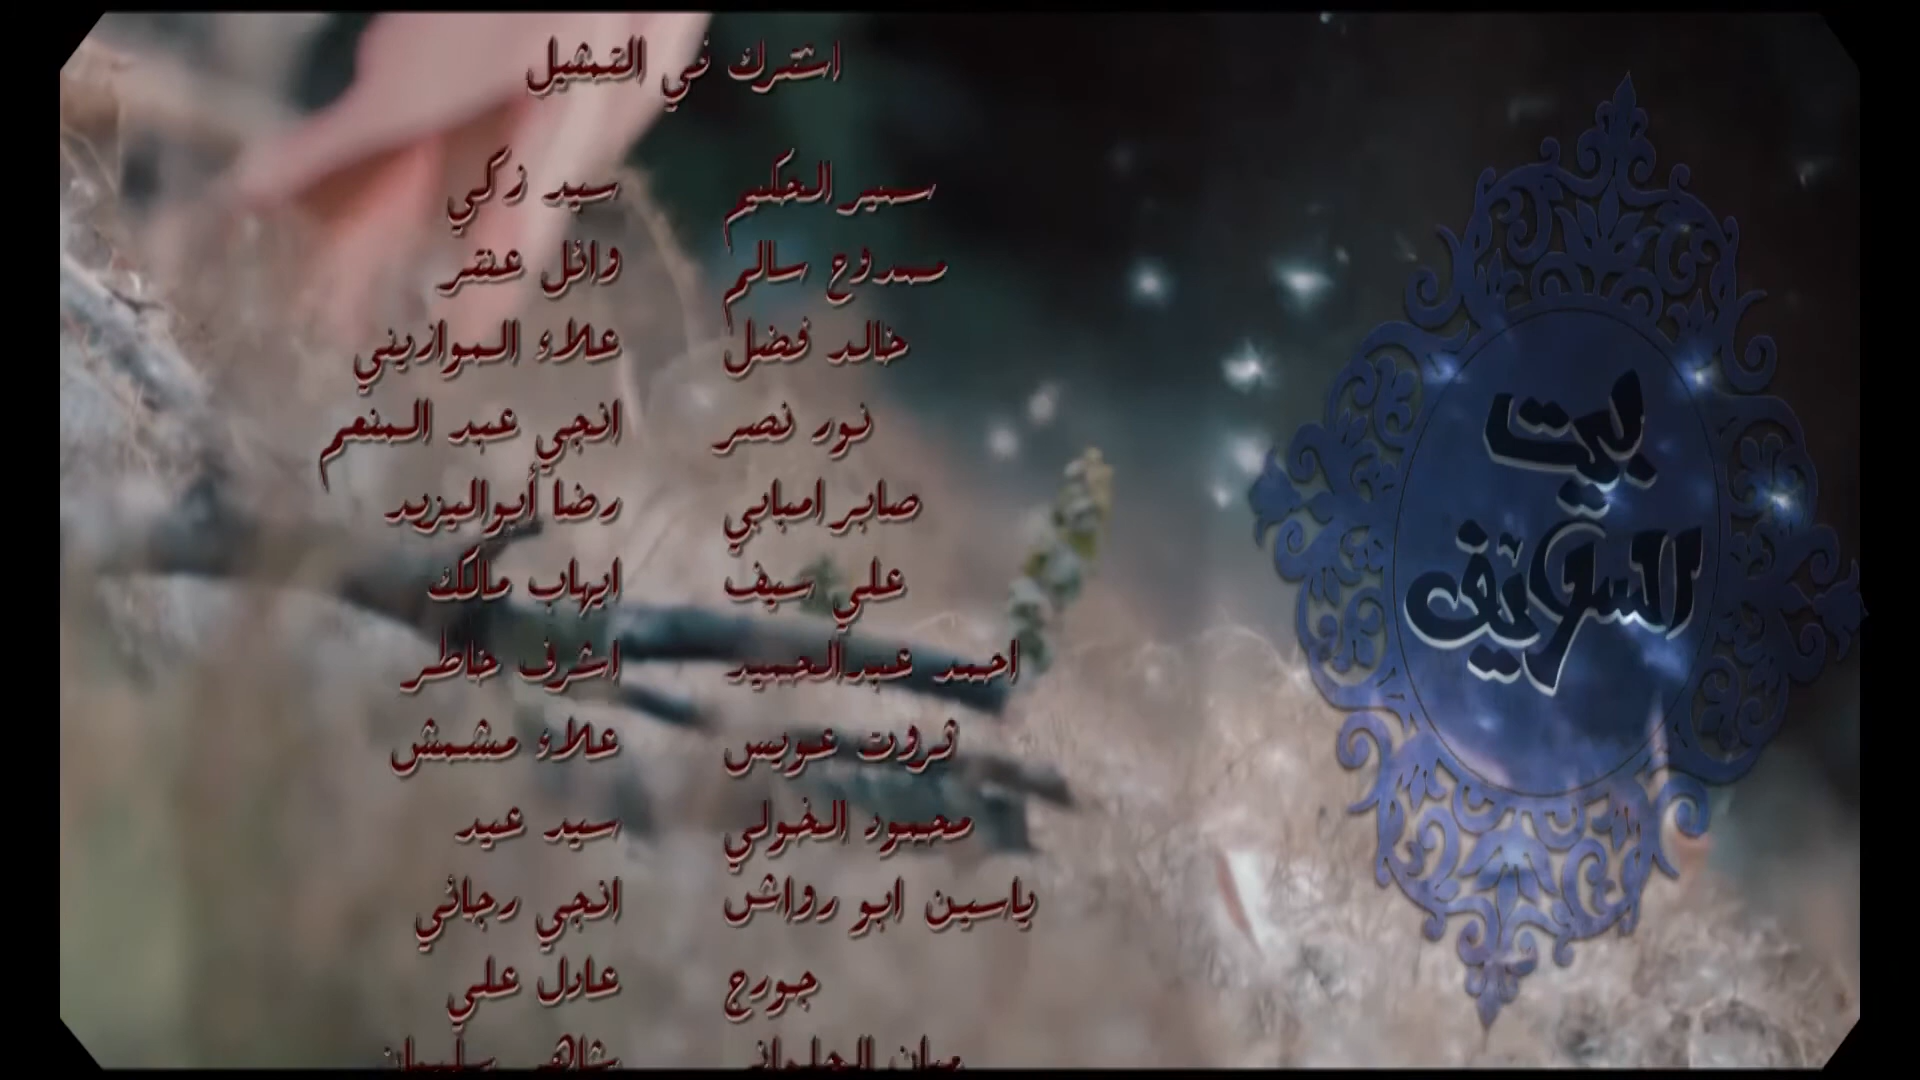 اشترك في التمثيل
سمير الحكيم سيد زكي
ممدوح سالم وائل عنتر
خالد فضل علاء الموازيني
نور نصر انجي عبد المنعم
صابر امبابي رضا أبواليزيد
علي سيف ايهاب مالك
احمد عبدالحميد اشرف خاطر
ثروت عويس علاء مشمش
محمود الخولي سيد عيد
ياسين ابو رواش انجي رجائي
جورج عادل علي
بيت
السويفى